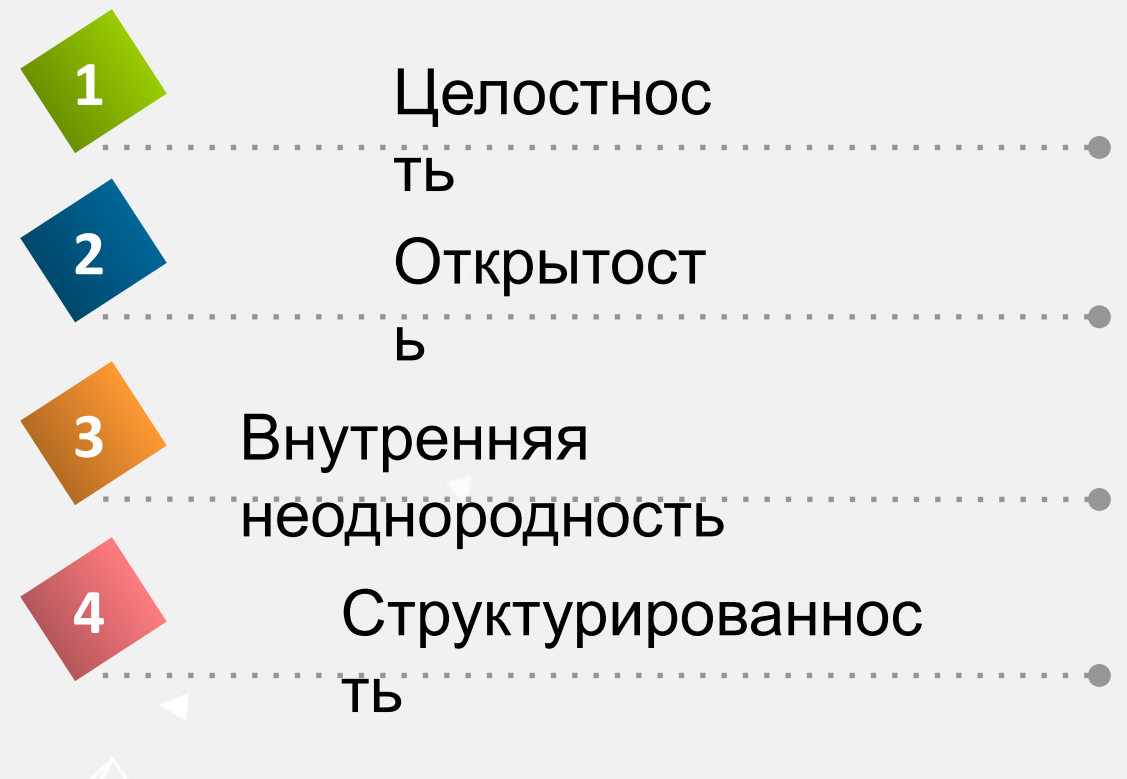 1
Целостнос
ть
2
Открытост
ь
3
Внутренняя
неоднородность
4
Структурированнос
ть